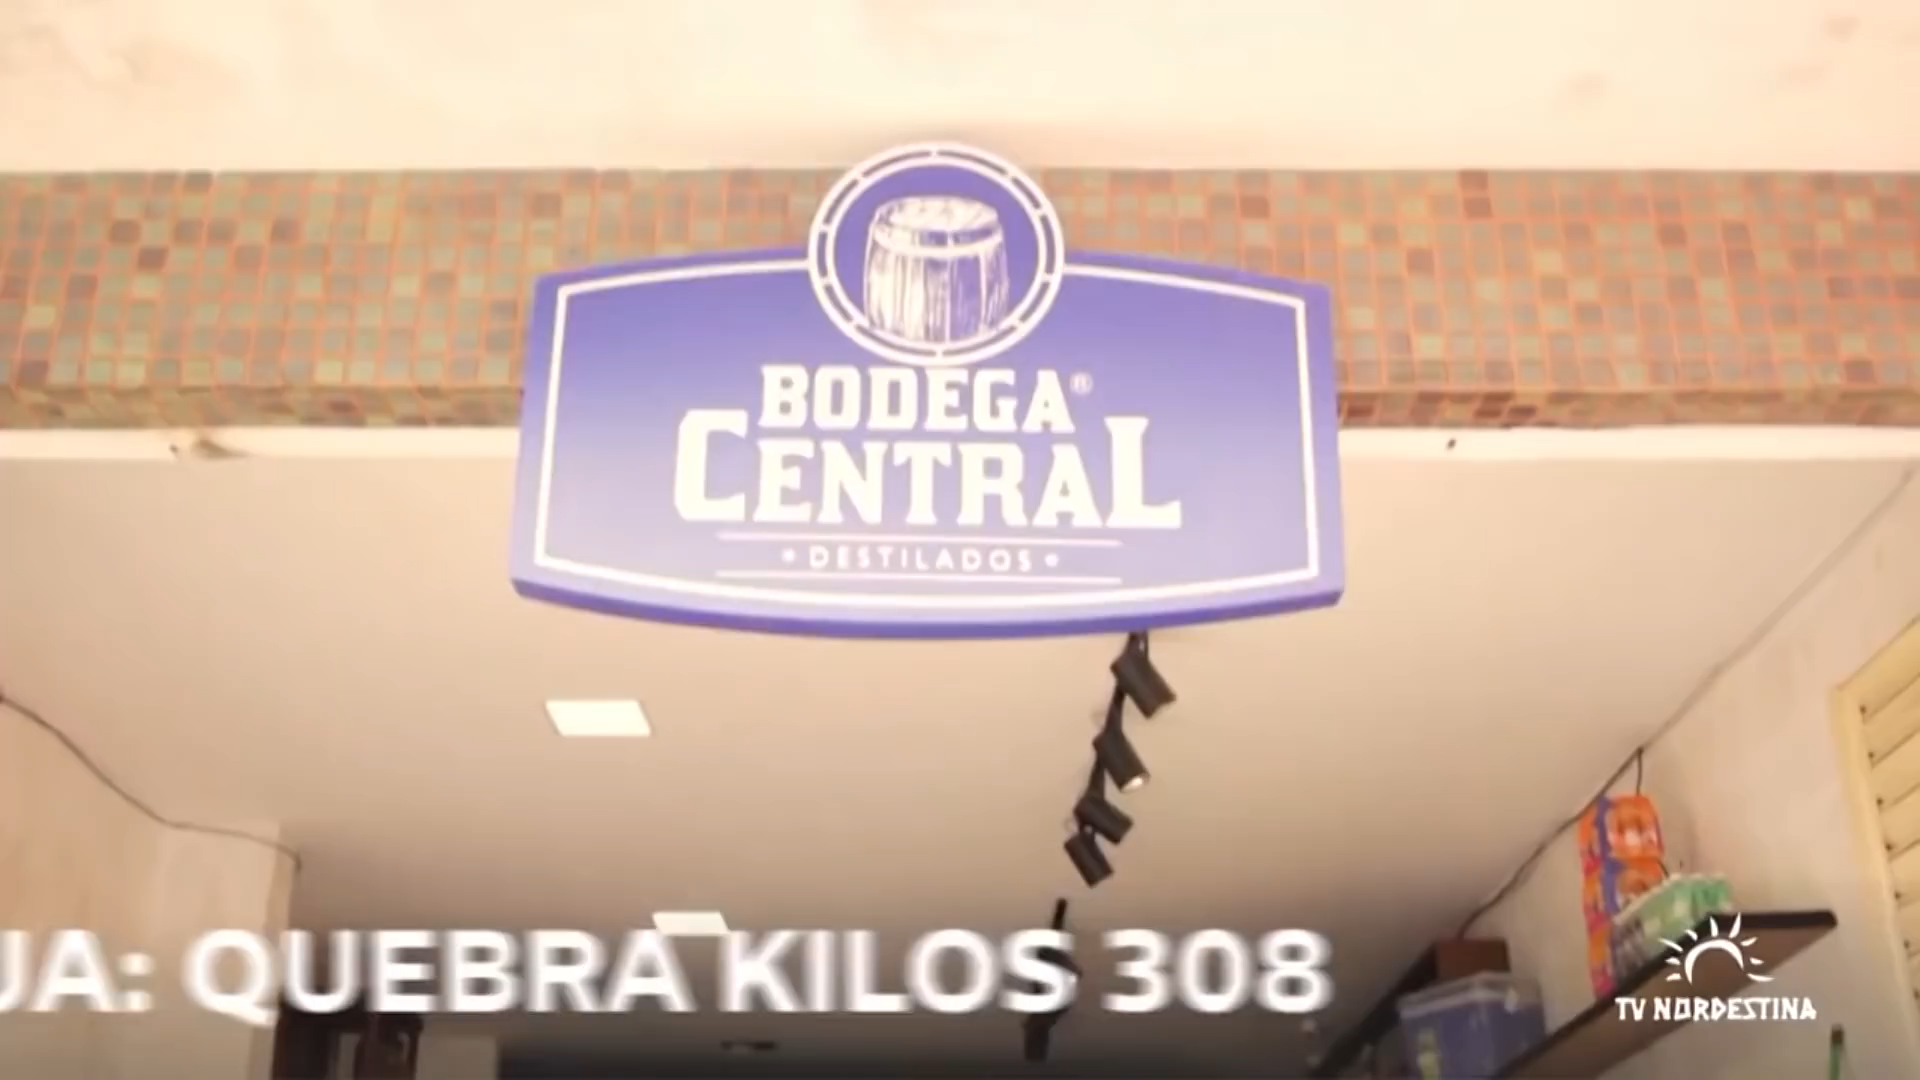 BODEGA®
CENTRAL
• DESTILADOS •
UA: QUEBRA KILOS 308
TV NORDESTINA